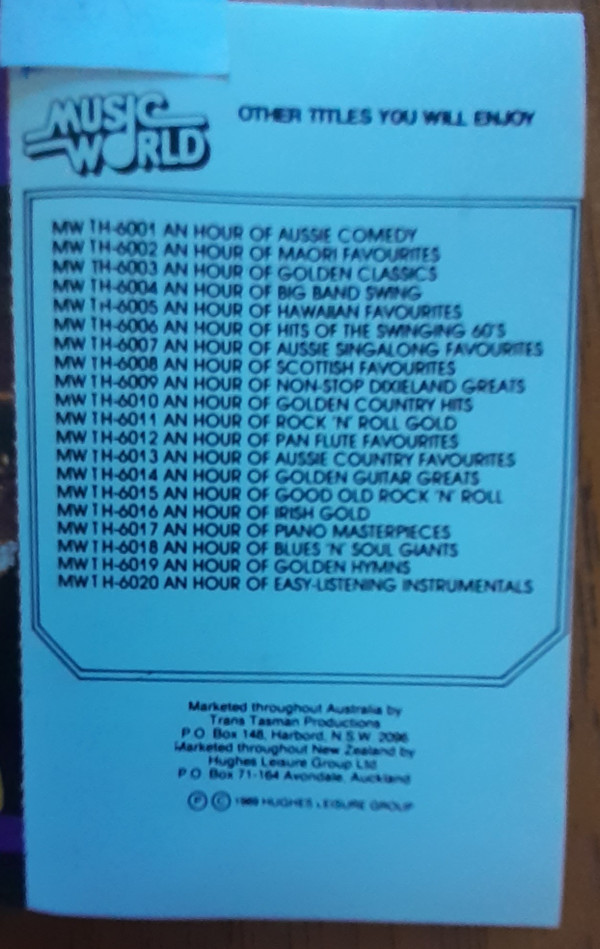 MUSIC
WORLD
OTHER TITLES YOU WILL ENJOY
MW TH-6001 AN HOUR OF AUSSIE COMEDY
MW TH-6002 AN HOUR OF MAORI FAVOURITES
MW TH-6003 AN HOUR OF GOLDEN CLASSICS
MW TH-6004 AN HOUR OF BIG BAND SWING
MW TH-6005 AN HOUR OF HAWAIIAN FAVOURITES
MW TH-6006 AN HOUR OF HITS OF THE SWINGING 60'S
MW TH-6007 AN HOUR OF AUSSIE SINGALONG FAVOURITES
MW TH-6008 AN HOUR OF SCOTTISH FAVOURITES
MW TH-6009 AN HOUR OF NON-STOP DIXIELAND GREATS
MW TH-6010 AN HOUR OF GOLDEN COUNTRY HITS
MW TH-6011 AN HOUR OF ROCK 'N' ROLL GOLD
MW TH-6012 AN HOUR OF PAN FLUTE FAVOURITES
MW TH-6013 AN HOUR OF AUSSIE COUNTRY FAVOURITES
MW TH-6014 AN HOUR OF GOLDEN GUITAR GREATS
MW TH-6015 AN HOUR OF GOOD OLD ROCK 'N' ROLL
MW TH-6016 AN HOUR OF IRISH GOLD
MW TH-6017 AN HOUR OF PIANO MASTERPIECES
MW TH-6018 AN HOUR OF BLUES 'N' SOUL GIANTS
MW TH-6019 AN HOUR OF GOLDEN HYMNS
MW TH-6020 AN HOUR OF EASY-LISTENING INSTRUMENTALS
Marketed throughout Australia by
Trans Tasman Productions
P.O. Box 148, Harbord, N.S.W. 2096
Marketed throughout New Zealand by
Hughes Leisure Group Ltd
P.O. Box 71-164 Avondale, Auckland
Ⓟ © 1989 HUGHES LEISURE GROUP